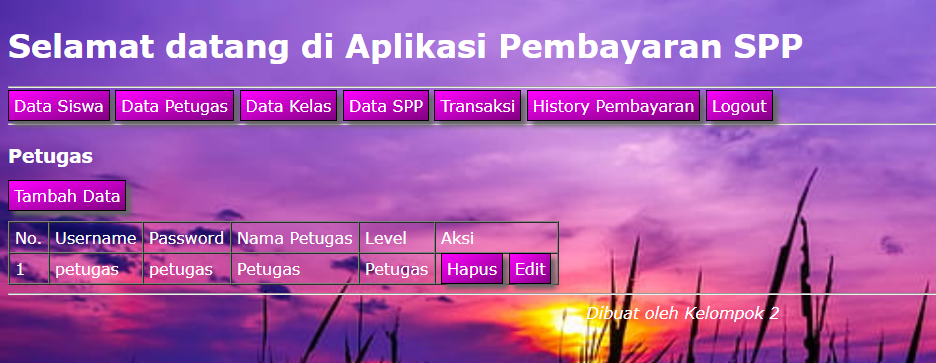 Selamat datang di Aplikasi Pembayaran SPP
Data Siswa Data Petugas Data Kelas Data SPP Transaksi History Pembayaran Logout
Petugas
Tambah Data
No. Username Password Nama Petugas Level Aksi
1 petugas petugas Petugas Petugas Hapus Edit
Dibuat oleh Kelompok 2